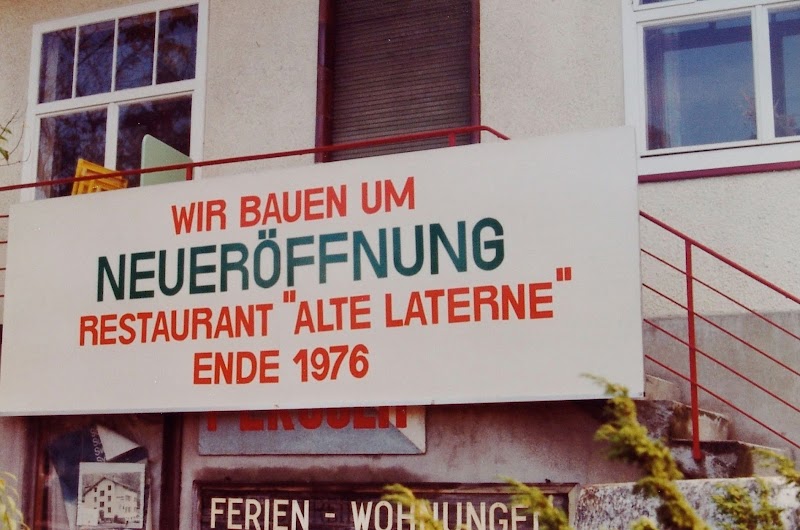 WIR BAUEN UM
NEUERÖFFNUNG
RESTAURANT "ALTE LATERNE"
ENDE 1976
FERIEN - WOHNUNGEN